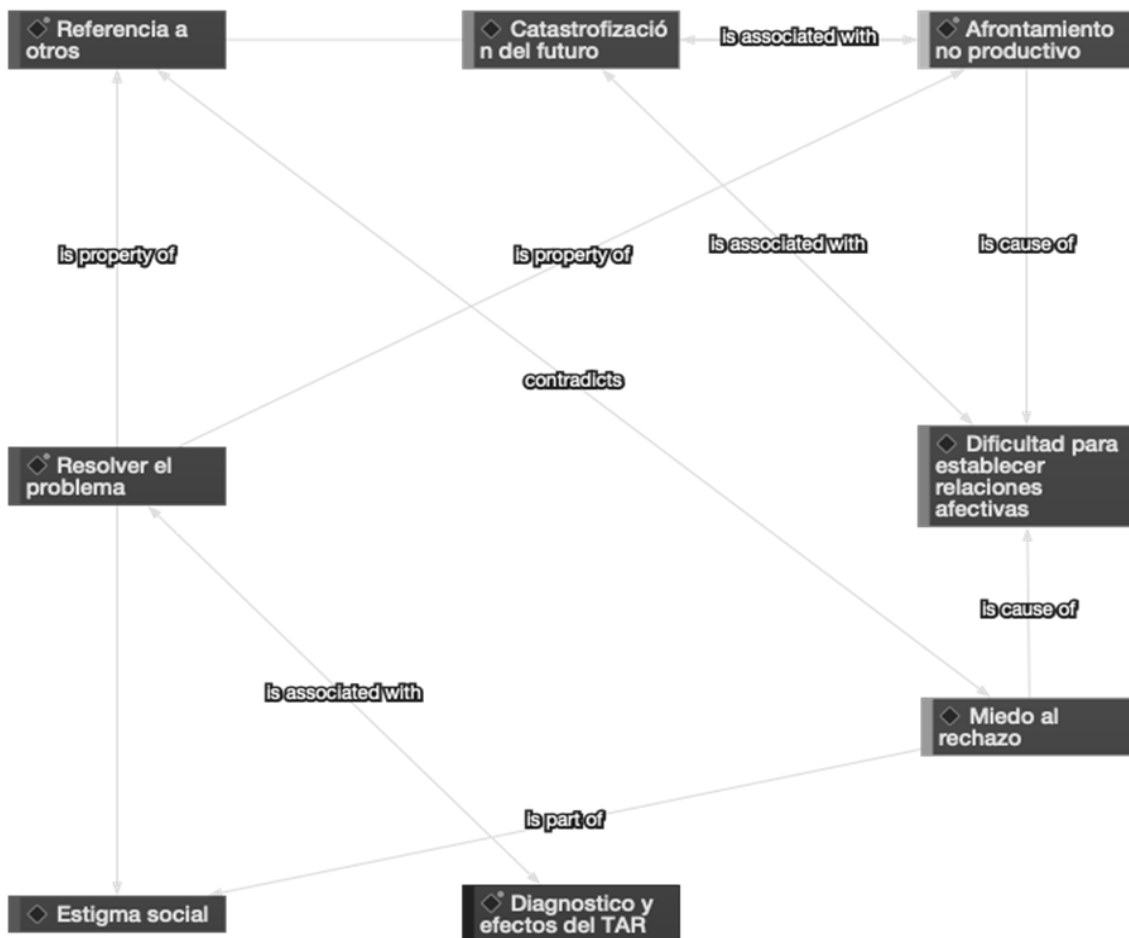 Referencia a
otros
Catastrofizació
n del futuro
is associated with
Afrontamiento
no productivo
is property of
is property of
is associated with
is cause of
contradicts
Resolver el
problema
Dificultad para
establecer
relaciones
afectivas
is cause of
is associated with
Miedo al
rechazo
is part of
Estigma social
Diagnostico y
efectos del TAR